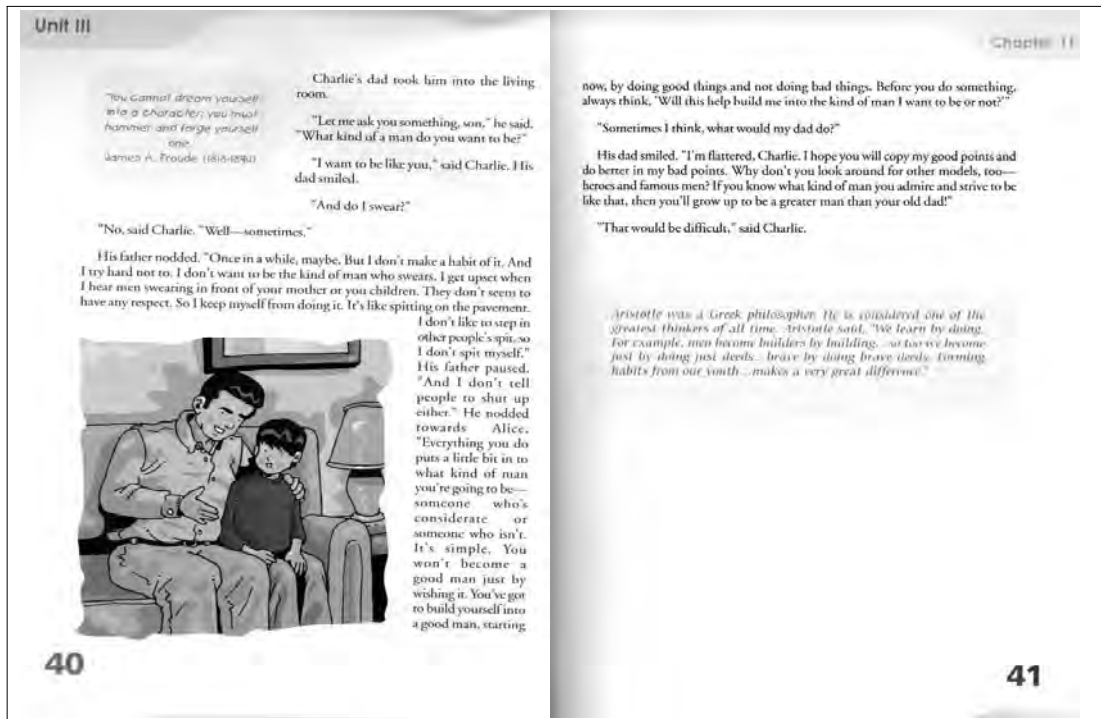 Unit III
"You cannot dream yourself
into a character; you must
hammer and forge yourself
one.
James A. Froude (1818-1894)
Charlie's dad took him into the living
room.
"Let me ask you something, son," he said.
"What kind of a man do you want to be?"
"I want to be like you," said Charlie. His
dad smiled.
"And do I swear?"
"No, said Charlie. "Well—sometimes."
His father nodded. "Once in a while, maybe. But I don't make a habit of it. And
I try hard not to. I don't want to be the kind of man who swears. I get upset when
I hear men swearing in front of your mother or you children. They don't seem to
have any respect. So I keep myself from doing it. It's like spitting on the pavement.
I don't like to step in
other people's spit, so
I don't spit myself."
His father paused.
"And I don't tell
people to shut up
either." He nodded
towards Alice.
"Everything you do
puts a little bit in to
what kind of man
you're going to be—
someone who's
considerate or
someone who isn't.
It's simple. You
won't become a
good man just by
wishing it. You've got
to build yourself into
a good man, starting
40
Chapter 11
now, by doing good things and not doing bad things. Before you do something,
always think, 'Will this help build me into the kind of man I want to be or not?'"
"Sometimes I think, what would my dad do?"
His dad smiled. "I'm flattered, Charlie. I hope you will copy my good points and
do better in my bad points. Why don't you look around for other models, too—
heroes and famous men? If you know what kind of man you admire and strive to be
like that, then you'll grow up to be a greater man than your old dad!"
"That would be difficult," said Charlie.
Aristotle was a Greek philosopher. He is considered one of the
greatest thinkers of all time. Aristotle said, "We learn by doing.
For example, men become builders by building...so too we become
just by doing just deeds...brave by doing brave deeds. Forming
habits from our youth...makes a very great difference."
41